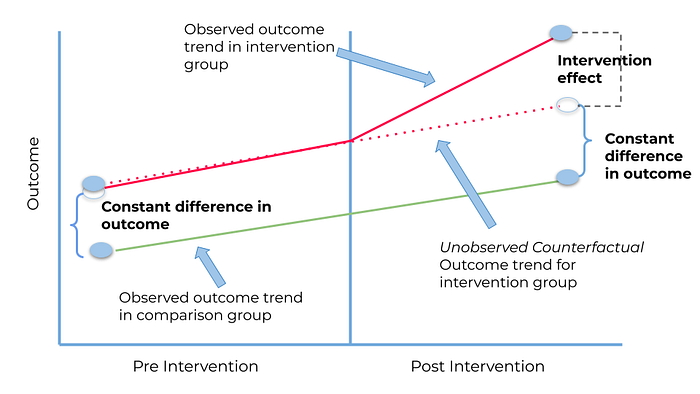 Observed outcome
trend in intervention
group
Intervention
effect
Outcome
Constant
difference
in outcome
Constant difference in
outcome
Unobserved Counterfactual
Outcome trend for
intervention group
Observed outcome trend
in comparison group
Pre Intervention
Post Intervention